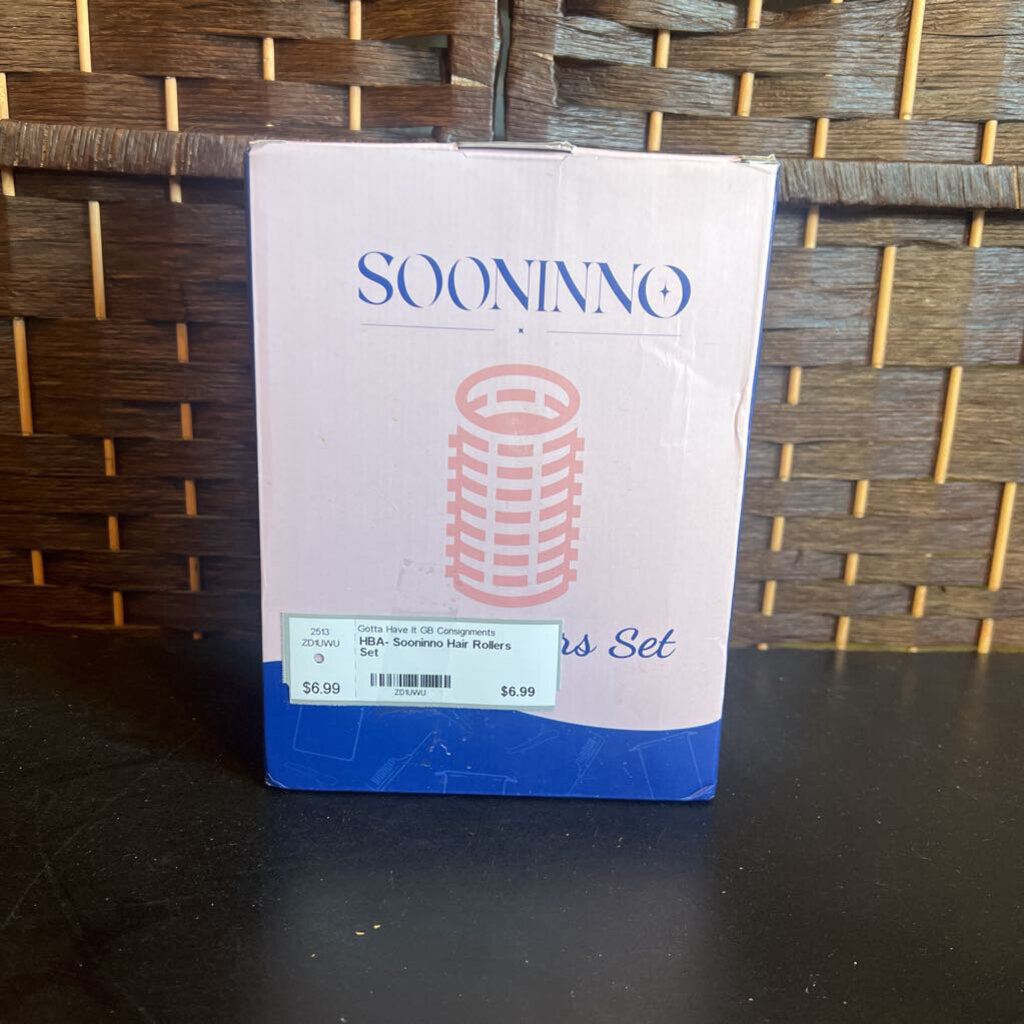 SOONINNO
rs Set
2513
ZD1UWU
$6.99
Gotta Have It GB Consignments
HBA- Sooninno Hair Rollers
Set
ZD1UWU
$6.99